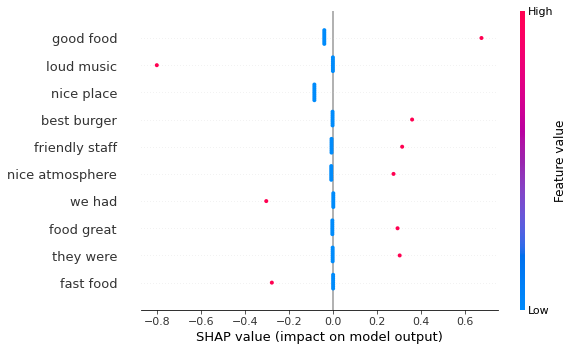 High
good food
loud music
nice place
best burger
friendly staff
nice atmosphere
we had
food great
they were
fast food
Feature value
Low
−0.8 −0.6 −0.4 −0.2 0.0 0.2 0.4 0.6
SHAP value (impact on model output)